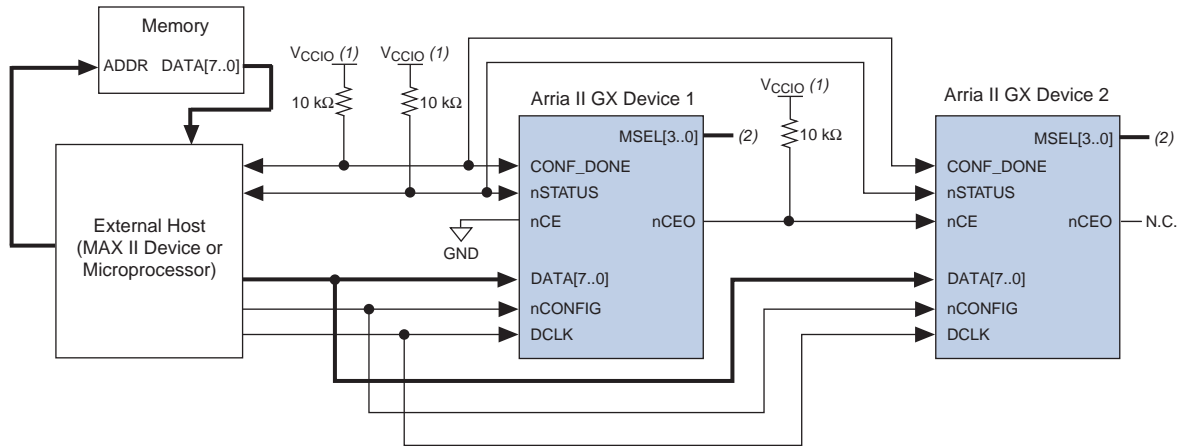 Memory
ADDR DATA[7..0]
VCCIO (1)
VCCIO (1)
10 kΩ
10 kΩ
VCCIO (1)
10 kΩ
Arria II GX Device 1
MSEL[3..0]
(2)
CONF_DONE
nSTATUS
nCE
nCEO
GND
DATA[7..0]
nCONFIG
DCLK
Arria II GX Device 2
MSEL[3..0]
(2)
CONF_DONE
nSTATUS
nCE
nCEO
N.C.
DATA[7..0]
nCONFIG
DCLK
External Host
(MAX II Device or
Microprocessor)